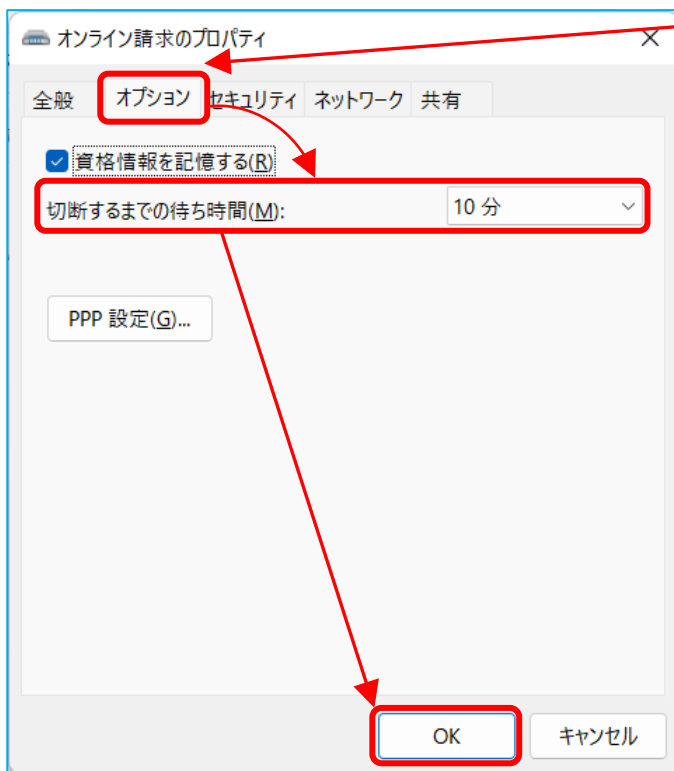 オンライン請求のプロパティ
全般 オプション セキュリティ ネットワーク 共有
資格情報を記憶する(R)
切断するまでの待ち時間(M): 10 分
PPP 設定(G)...
OK キャンセル